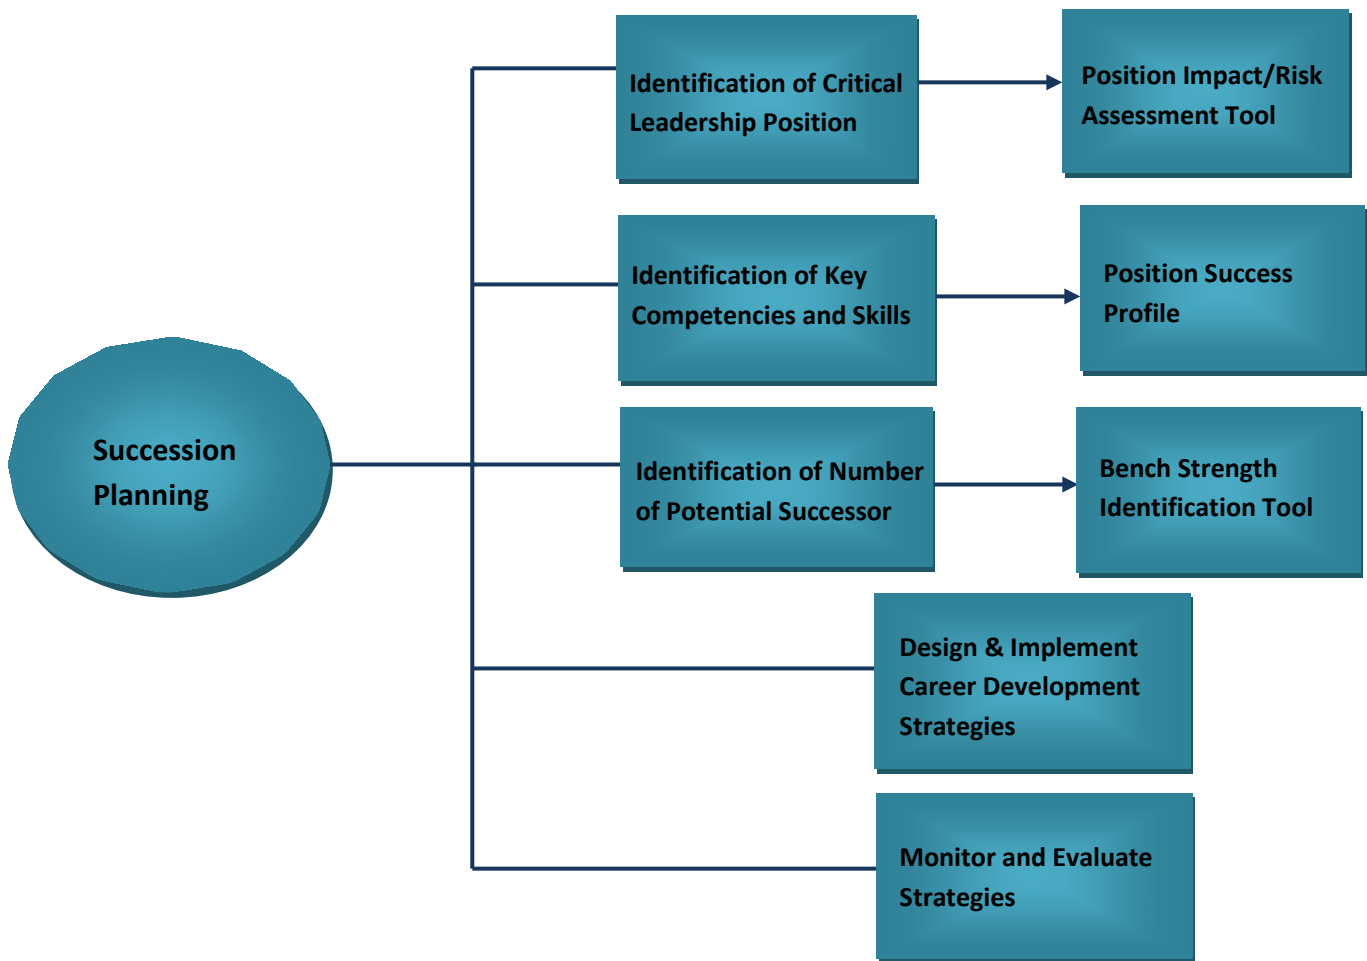 Identification of Critical
Leadership Position
Position Impact/Risk
Assessment Tool
Identification of Key
Competencies and Skills
Position Success
Profile
Succession
Planning
Identification of Number
of Potential Successor
Bench Strength
Identification Tool
Design & Implement
Career Development
Strategies
Monitor and Evaluate
Strategies